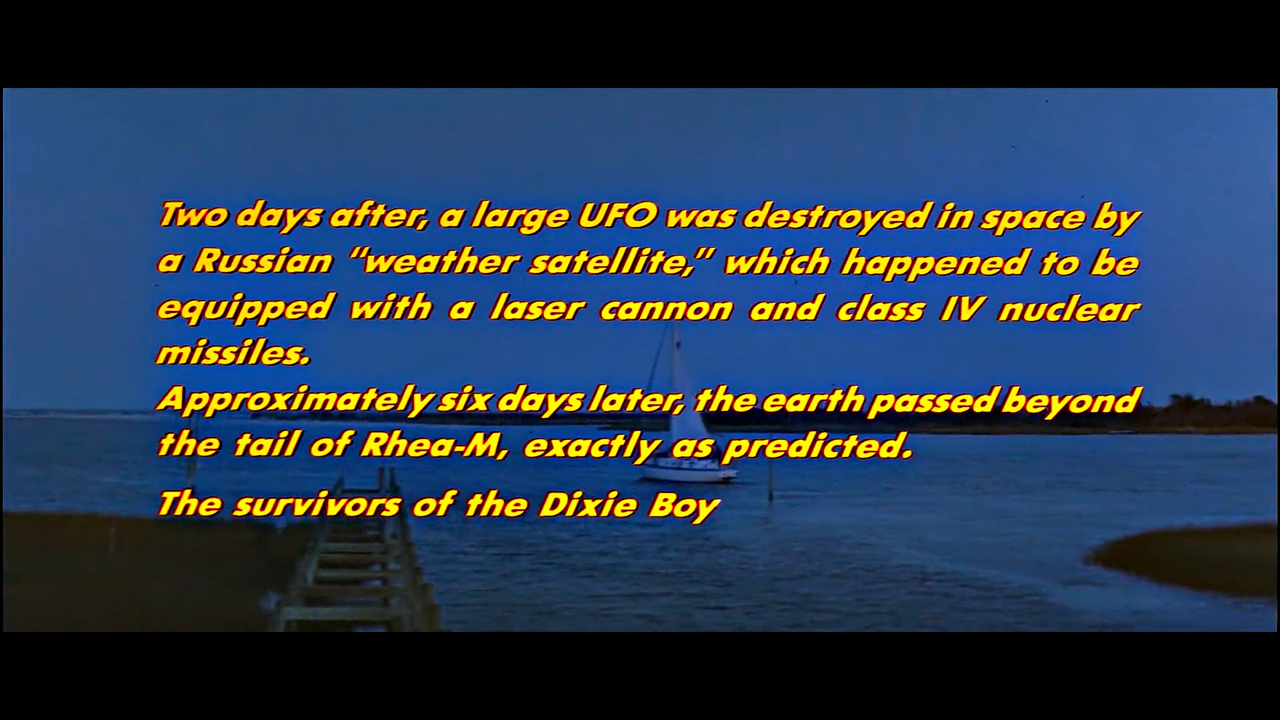 Two days after, a large UFO was destroyed in space by
a Russian “weather satellite,” which happened to be
equipped with a laser cannon and class IV nuclear
missiles.
Approximately six days later, the earth passed beyond
the tail of Rhea-M, exactly as predicted.
The survivors of the Dixie Boy